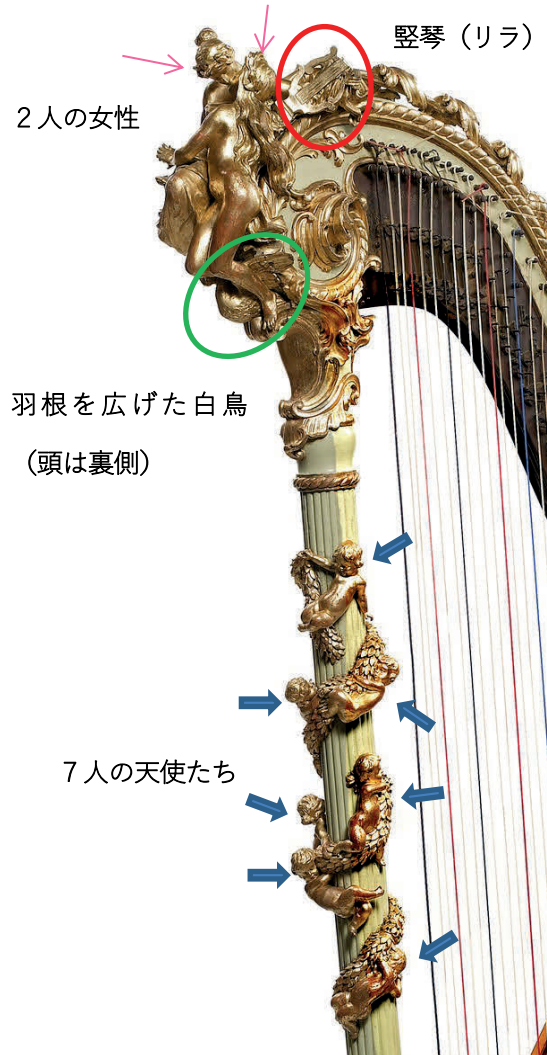 竪琴（リラ）
２人の女性
羽根を広げた白鳥
（頭は裏側）
７人の天使たち